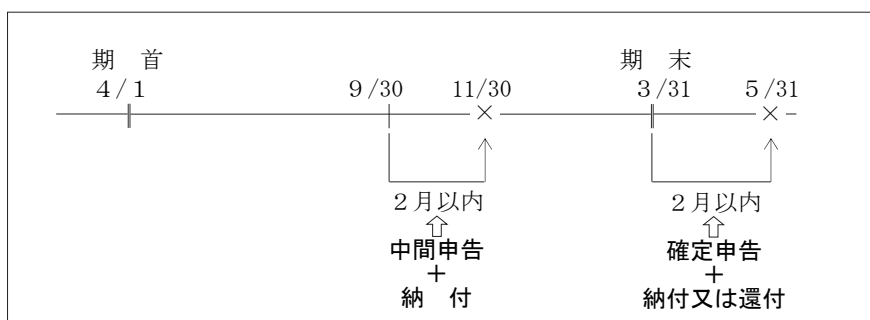 期 首
期 末
4/1
9/30
11/30
3/31
5/31
2月以内
2月以内
中間申告
+
納 付
確定申告
+
納付又は還付